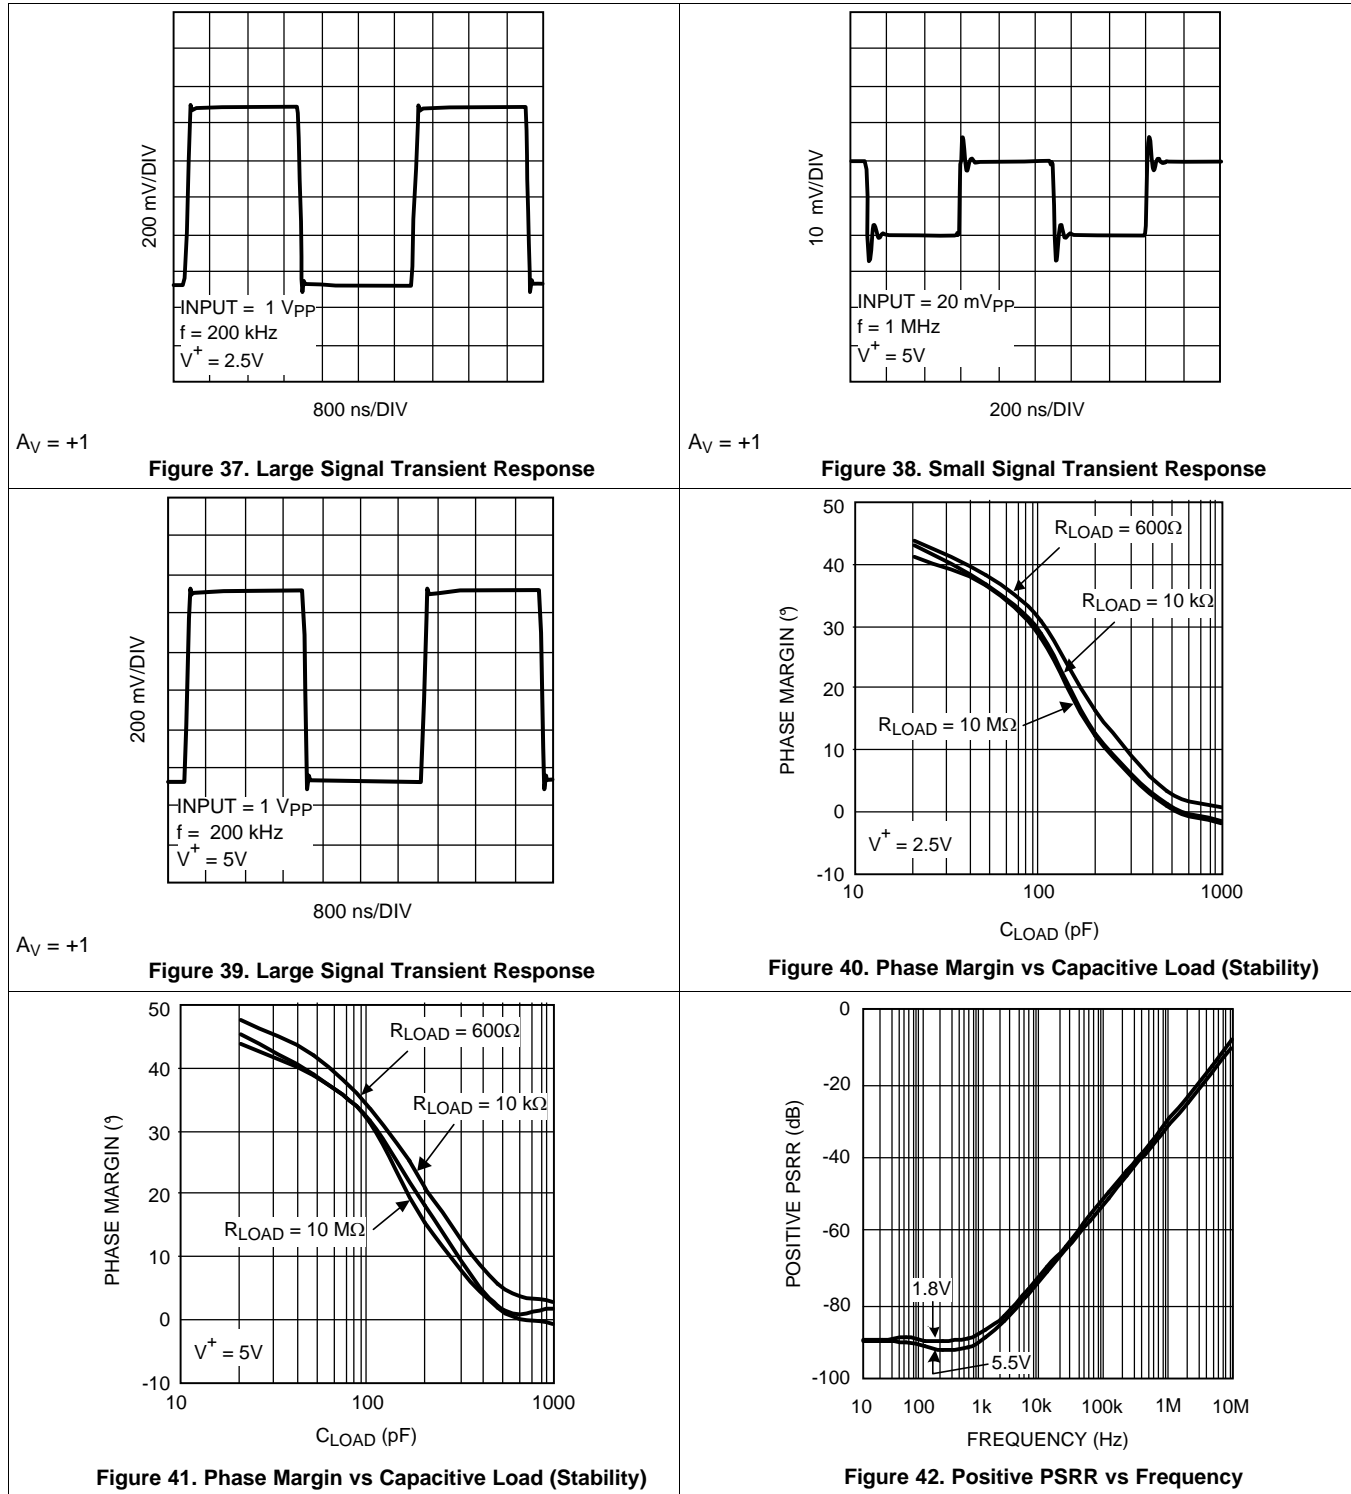 200 mV/DIV
INPUT = 1 VPP
f = 200 kHz
V+ = 2.5V
800 ns/DIV
AV = +1
Figure 37. Large Signal Transient Response
10 mV/DIV
INPUT = 20 mVPP
f = 1 MHz
V+ = 5V
200 ns/DIV
AV = +1
Figure 38. Small Signal Transient Response
200 mV/DIV
INPUT = 1 VPP
f = 200 kHz
V+ = 5V
800 ns/DIV
AV = +1
Figure 39. Large Signal Transient Response
PHASE MARGIN (°)
50
40
30
20
10
0
-10
RLOAD = 600Ω
RLOAD = 10 kΩ
RLOAD = 10 MΩ
V+ = 2.5V
10 100 1000
CLOAD (pF)
Figure 40. Phase Margin vs Capacitive Load (Stability)
PHASE MARGIN (°)
50
40
30
20
10
0
-10
RLOAD = 600Ω
RLOAD = 10 kΩ
RLOAD = 10 MΩ
V+ = 5V
10 100 1000
CLOAD (pF)
Figure 41. Phase Margin vs Capacitive Load (Stability)
POSITIVE PSRR (dB)
0
-20
-40
-60
-80
-100
1.8V
5.5V
10 100 1k 10k 100k 1M 10M
FREQUENCY (Hz)
Figure 42. Positive PSRR vs Frequency